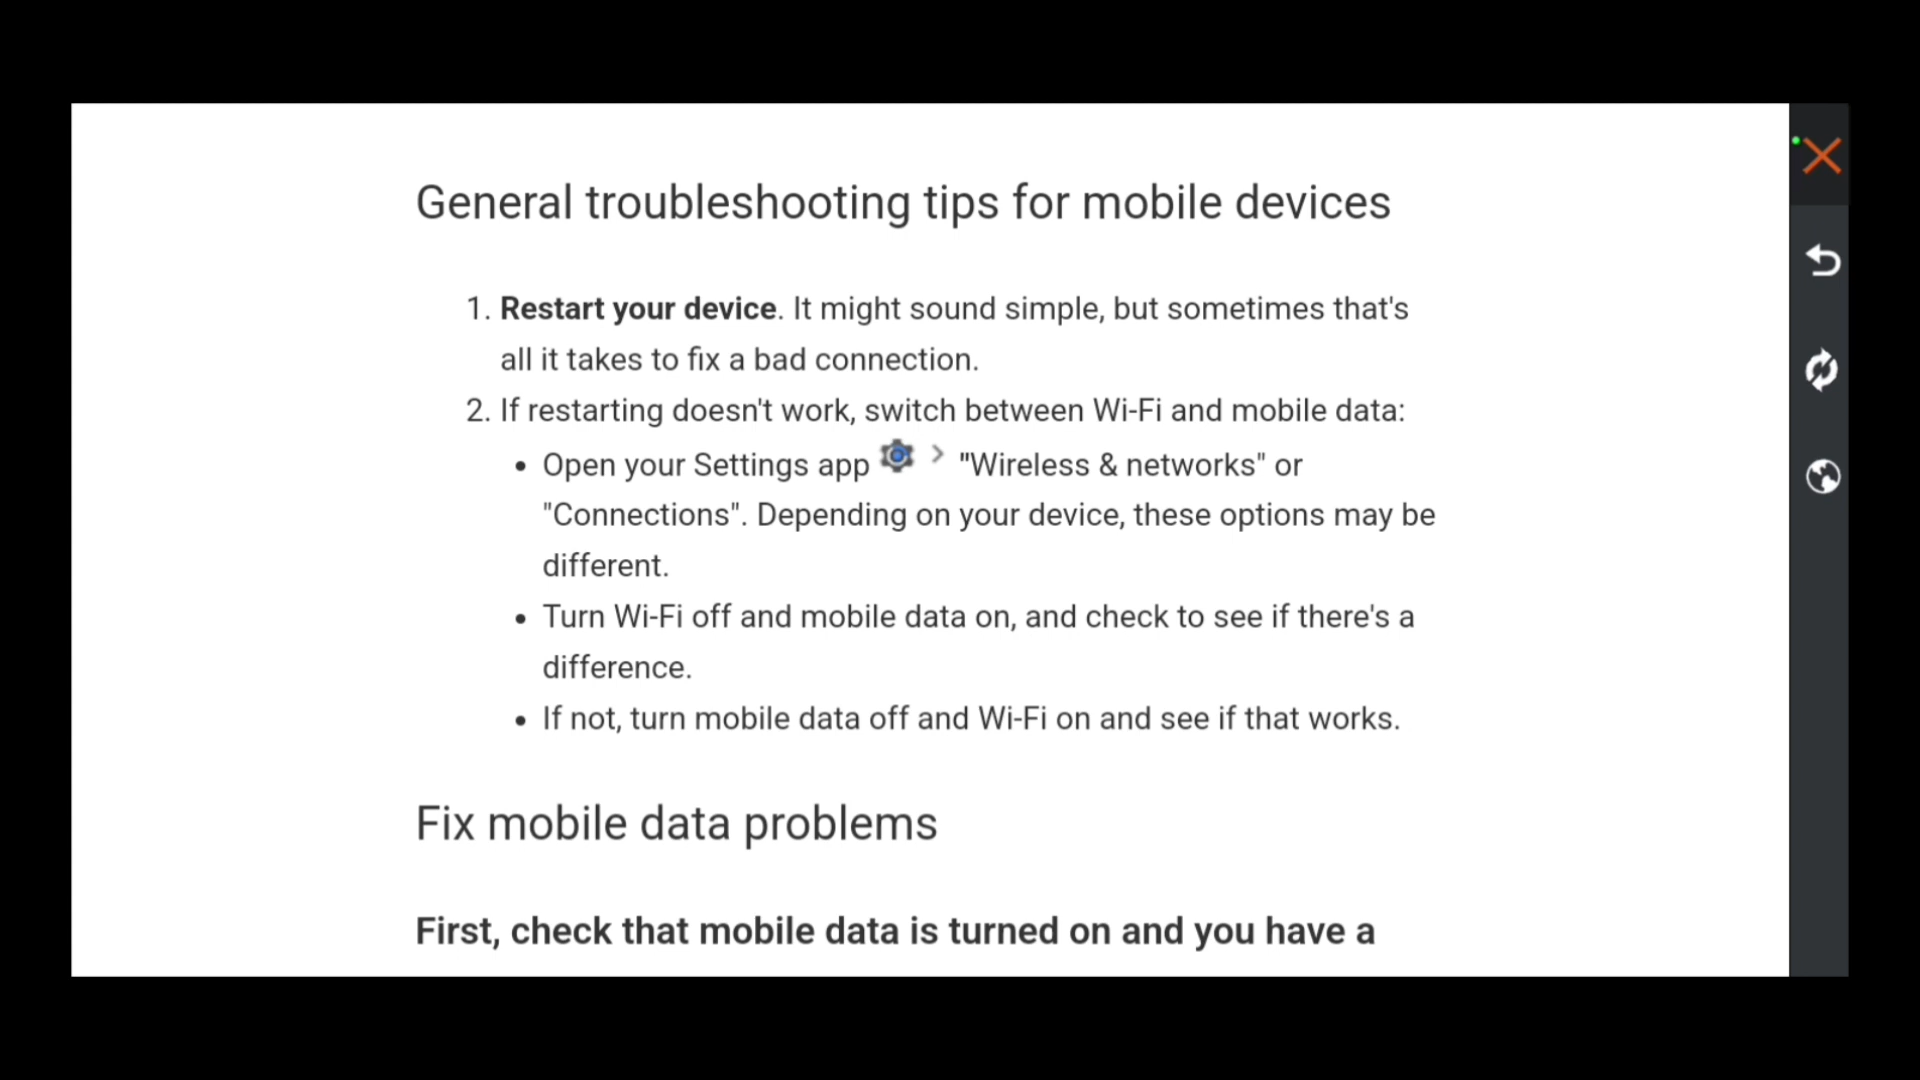 General troubleshooting tips for mobile devices
1. Restart your device. It might sound simple, but sometimes that's
all it takes to fix a bad connection.
2. If restarting doesn't work, switch between Wi-Fi and mobile data:
• Open your Settings app > "Wireless & networks" or
"Connections". Depending on your device, these options may be
different.
• Turn Wi-Fi off and mobile data on, and check to see if there's a
difference.
• If not, turn mobile data off and Wi-Fi on and see if that works.
Fix mobile data problems
First, check that mobile data is turned on and you have a